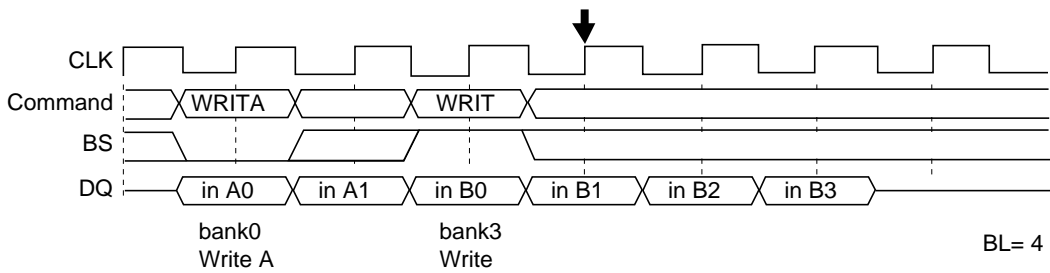 CLK
Command WRITA WRIT
BS
DQ in A0 in A1 in B0 in B1 in B2 in B3
bank0 bank3
Write A Write
BL= 4